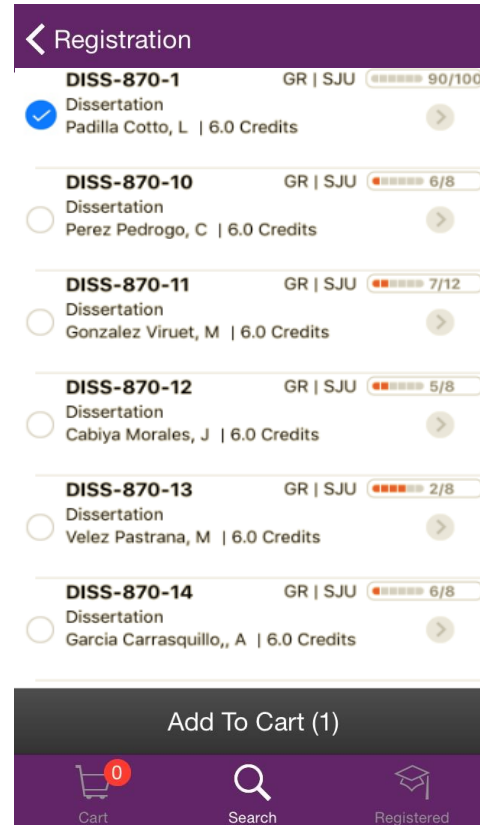 Registration
DISS-870-1 GR | SJU 90/100
Dissertation
Padilla Cotto, L | 6.0 Credits
DISS-870-10 GR | SJU 6/8
Dissertation
Perez Pedrogo, C | 6.0 Credits
DISS-870-11 GR | SJU 7/12
Dissertation
Gonzalez Viruet, M | 6.0 Credits
DISS-870-12 GR | SJU 5/8
Dissertation
Cabiya Morales, J | 6.0 Credits
DISS-870-13 GR | SJU 2/8
Dissertation
Velez Pastrana, M | 6.0 Credits
DISS-870-14 GR | SJU 6/8
Dissertation
Garcia Carrasquillo,, A | 6.0 Credits
Add To Cart (1)
0
Cart Search Registered